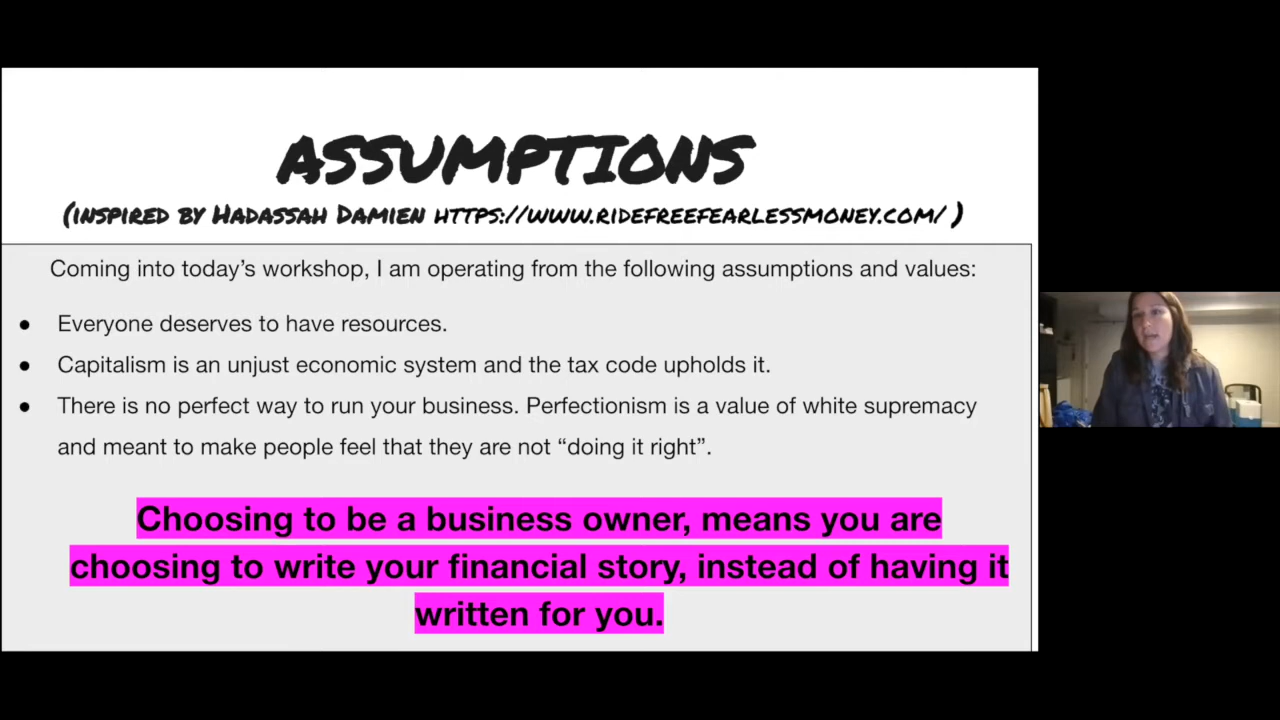 ASSUMPTIONS
(INSPIRED BY HADASSAH DAMIEN HTTPS://WWW.RIDEFREEFEARLESSMONEY.COM/ )
Coming into today’s workshop, I am operating from the following assumptions and values:
● Everyone deserves to have resources.
● Capitalism is an unjust economic system and the tax code upholds it.
● There is no perfect way to run your business. Perfectionism is a value of white supremacy
and meant to make people feel that they are not “doing it right”.
Choosing to be a business owner, means you are
choosing to write your financial story, instead of having it
written for you.